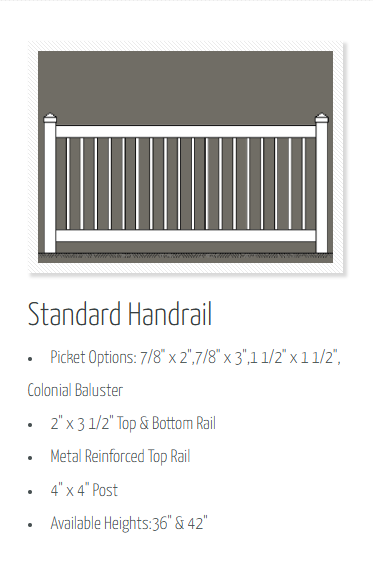 Standard Handrail
• Picket Options: 7/8" x 2",7/8" x 3",1 1/2" x 1 1/2",
Colonial Baluster
• 2" x 3 1/2" Top & Bottom Rail
• Metal Reinforced Top Rail
• 4" x 4" Post
• Available Heights:36" & 42"